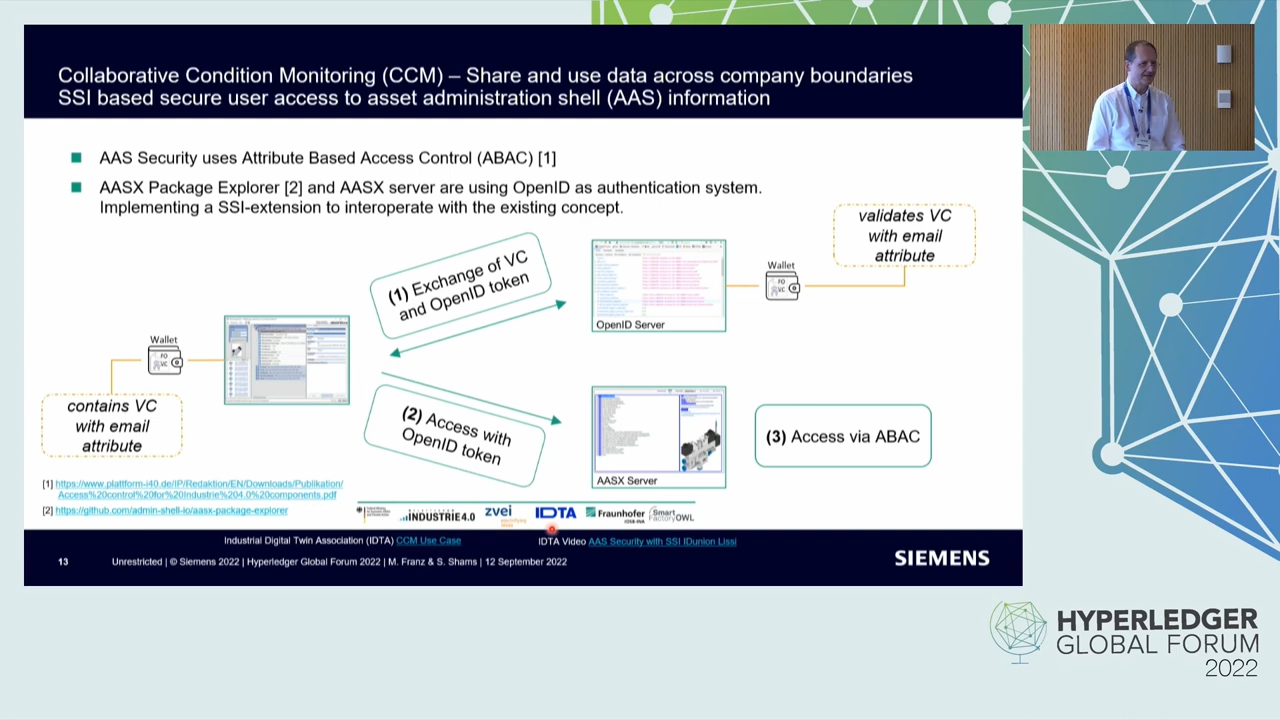 Collaborative Condition Monitoring (CCM) – Share and use data across company boundaries
SSI based secure user access to asset administration shell (AAS) information
AAS Security uses Attribute Based Access Control (ABAC) [1]
AASX Package Explorer [2] and AASX server are using OpenID as authentication system.
Implementing a SSI-extension to interoperate with the existing concept.
validates VC
with email
attribute
Wallet
(1) Exchange of VC
and OpenID token
OpenID Server
Wallet
contains VC
with email
attribute
(2) Access with
OpenID token
(3) Access via ABAC
AASX Server
[1] https://www.plattform-i40.de/IP/Redaktion/EN/Downloads/Publikation/
Access%20control%20for%20Industrie%204.0%20components.pdf
[2] https://github.com/admin-shell-io/aasx-package-explorer
INDUSTRIE4.0
zvei
IDTA
Fraunhofer
IOSB-INA
Smart
FactoryOWL
Industrial Digital Twin Association (IDTA) CCM Use Case
IDTA Video AAS Security with SSI IDunion Lissi
13
Unrestricted | © Siemens 2022 | Hyperledger Global Forum 2022 | M. Franz & S. Shams | 12 September 2022
SIEMENS
HYPERLEDGER
GLOBAL FORUM
2022